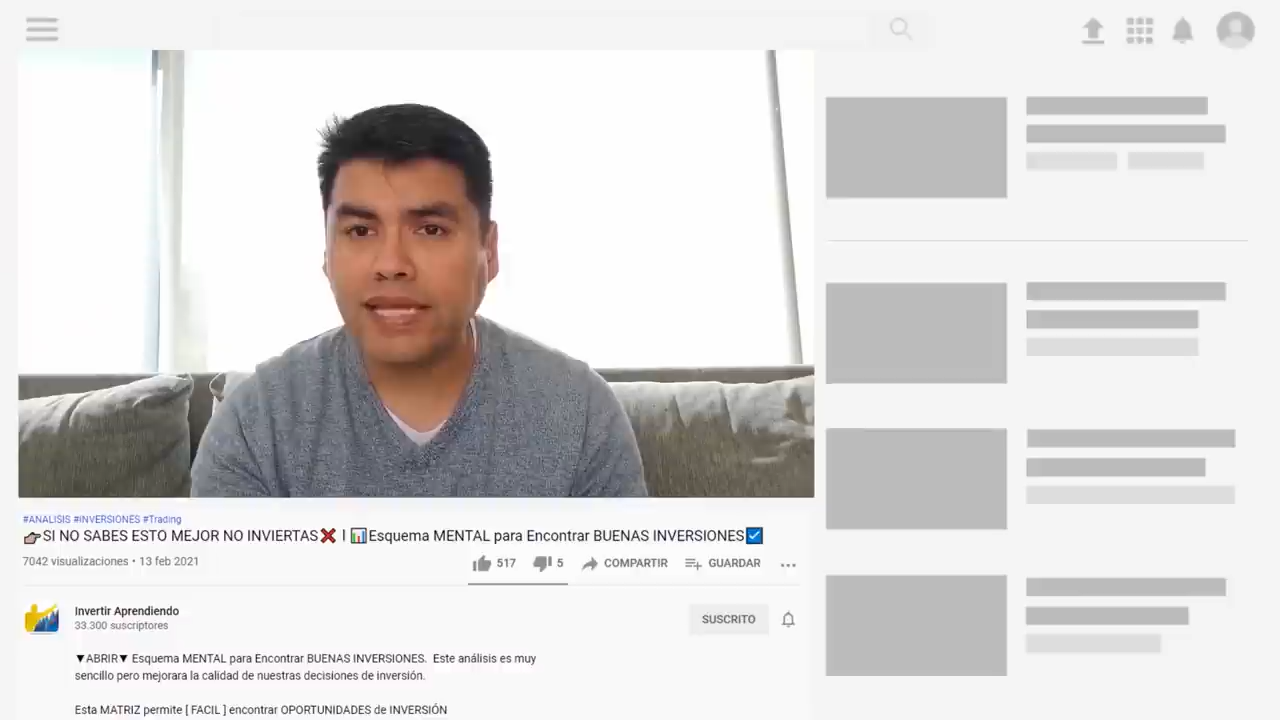 #ANALISIS #INVERSIONES #Trading
👉SI NO SABES ESTO MEJOR NO INVIERTAS❌ l 📊Esquema MENTAL para Encontrar BUENAS INVERSIONES☑️
7042 visualizaciones • 13 feb 2021
517 5 COMPARTIR GUARDAR ...
Invertir Aprendiendo
33.300 suscriptores
SUSCRITO
▼ABRIR▼ Esquema MENTAL para Encontrar BUENAS INVERSIONES. Este análisis es muy
sencillo pero mejorara la calidad de nuestras decisiones de inversión.
Esta MATRIZ permite [ FACIL ] encontrar OPORTUNIDADES de INVERSIÓN